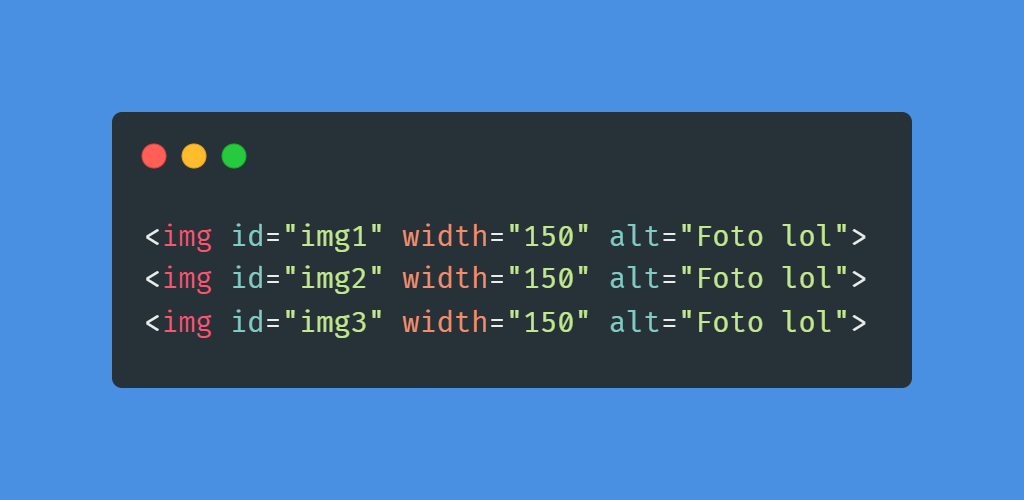 <img id="img1" width="150" alt="Foto lol">
<img id="img2" width="150" alt="Foto lol">
<img id="img3" width="150" alt="Foto lol">